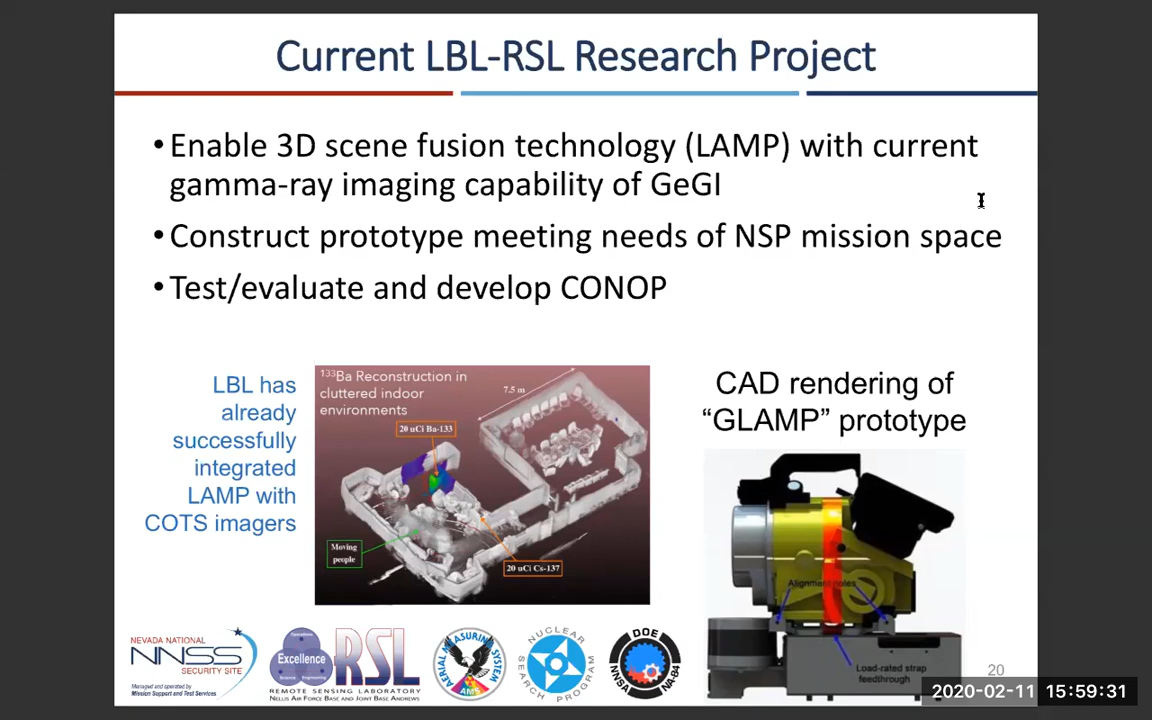 Current LBL-RSL Research Project
•Enable 3D scene fusion technology (LAMP) with current
gamma-ray imaging capability of GeGI
•Construct prototype meeting needs of NSP mission space
•Test/evaluate and develop CONOP
LBL has
already
successfully
integrated
LAMP with
COTS imagers
133Ba Reconstruction in
cluttered indoor
environments
7.5 m
20 uCi Ba-133
Moving
people
20 uCi Cs-137
CAD rendering of
“GLAMP” prototype
Alignment holes
Load-rated strap
feedthrough
NEVADA NATIONAL
NNSS
SECURITY SITE
Managed and operated by
Mission Support and Test Services
Operations
Excellence
Science
Engineering
RSL
REMOTE SENSING LABORATORY
NELLIS AIR FORCE BASE AND JOINT BASE ANDREWS
AERIAL MEASURING SYSTEM
AMS
NUCLEAR
SEARCH PROGRAM
DOE
NNSA
NA-84
20
2020-02-11 15:59:31